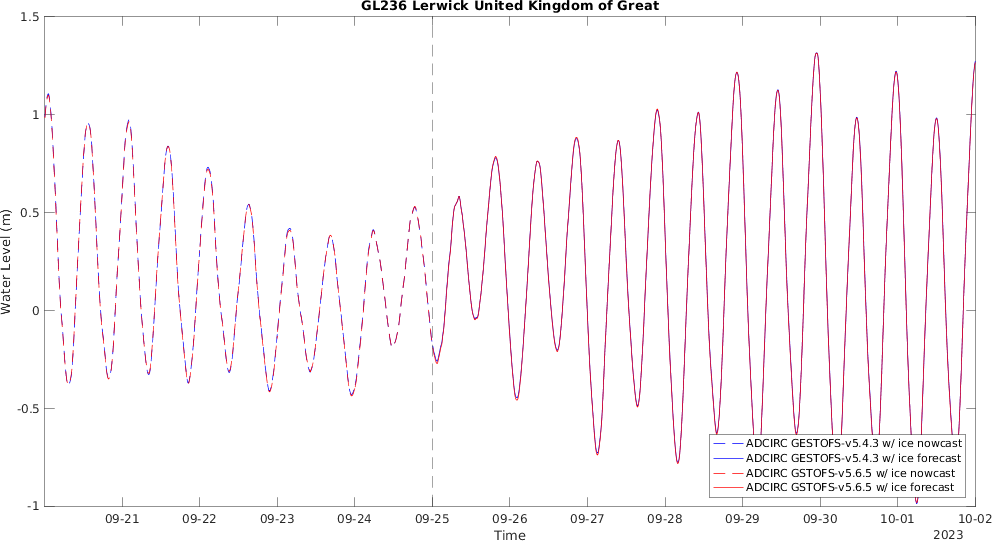 GL236 Lerwick United Kingdom of Great
1.5
1
0.5
0
-0.5
-1
Water Level (m)
09-21 09-22 09-23 09-24 09-25 09-26 09-27 09-28 09-29 09-30 10-01 10-02
Time
2023
ADCIRC GESTOFS-v5.4.3 w/ ice nowcast
ADCIRC GESTOFS-v5.4.3 w/ ice forecast
ADCIRC GSTOFS-v5.6.5 w/ ice nowcast
ADCIRC GSTOFS-v5.6.5 w/ ice forecast